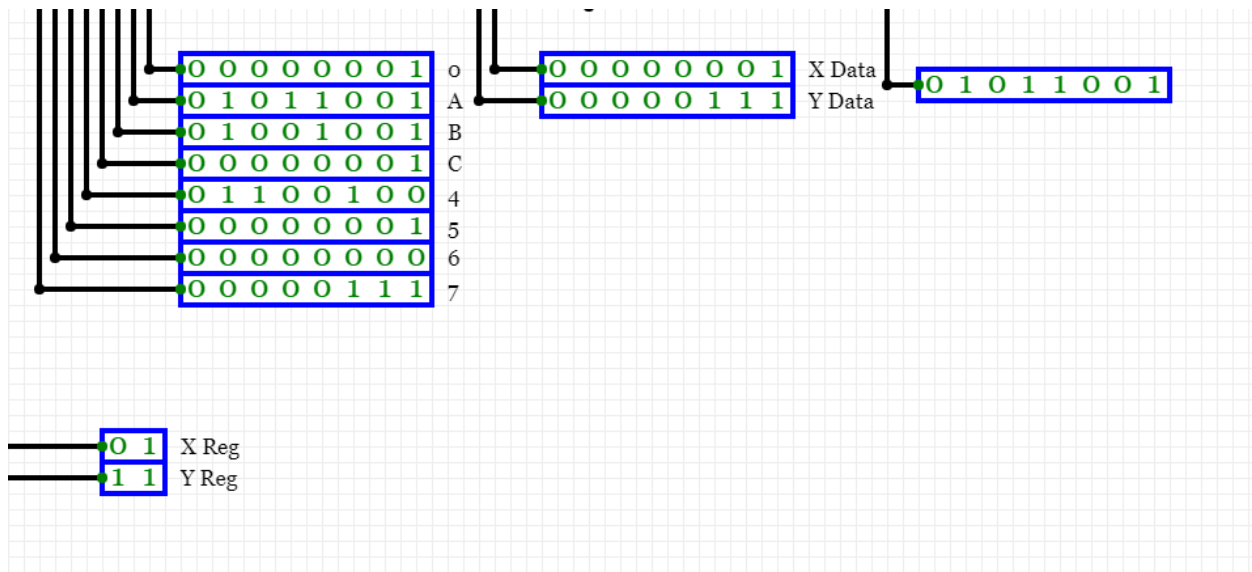 0 0 0 0 0 0 0 1 0
0 1 0 1 1 0 0 1 A
0 1 0 0 1 0 0 1 B
0 0 0 0 0 0 0 1 C
0 1 1 0 0 1 0 0 4
0 0 0 0 0 0 0 1 5
0 0 0 0 0 0 0 0 6
0 0 0 0 0 1 1 1 7
0 0 0 0 0 0 0 1 X Data
0 0 0 0 0 1 1 1 Y Data
0 1 0 1 1 0 0 1
0 1 X Reg
1 1 Y Reg